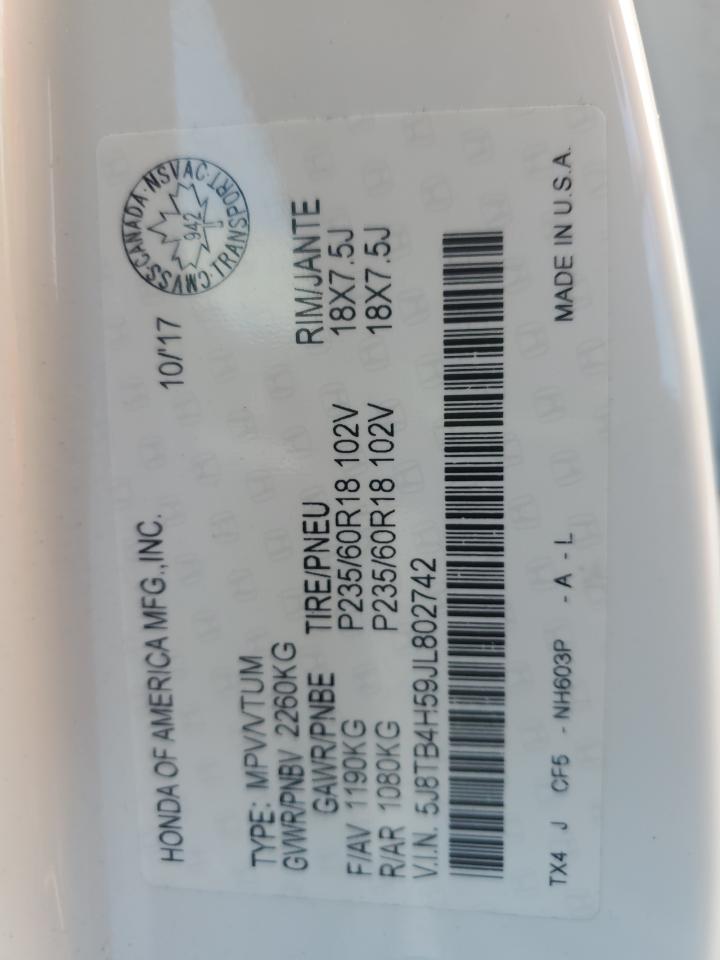 HONDA OF AMERICA MFG.,INC. 10/'17
CMVSS·CANADA·NSVAC·TRANSPORT
942
TYPE: MPV/VTUM
GVWR/PNBV 2260KG
GAWR/PNBE TIRE/PNEU RIM/JANTE
F/AV 1190KG P235/60R18 102V 18X7.5J
R/AR 1080KG P235/60R18 102V 18X7.5J
V.I.N. 5J8TB4H59JL802742
TX4 J CF5 - NH603P - A - L MADE IN U.S.A.